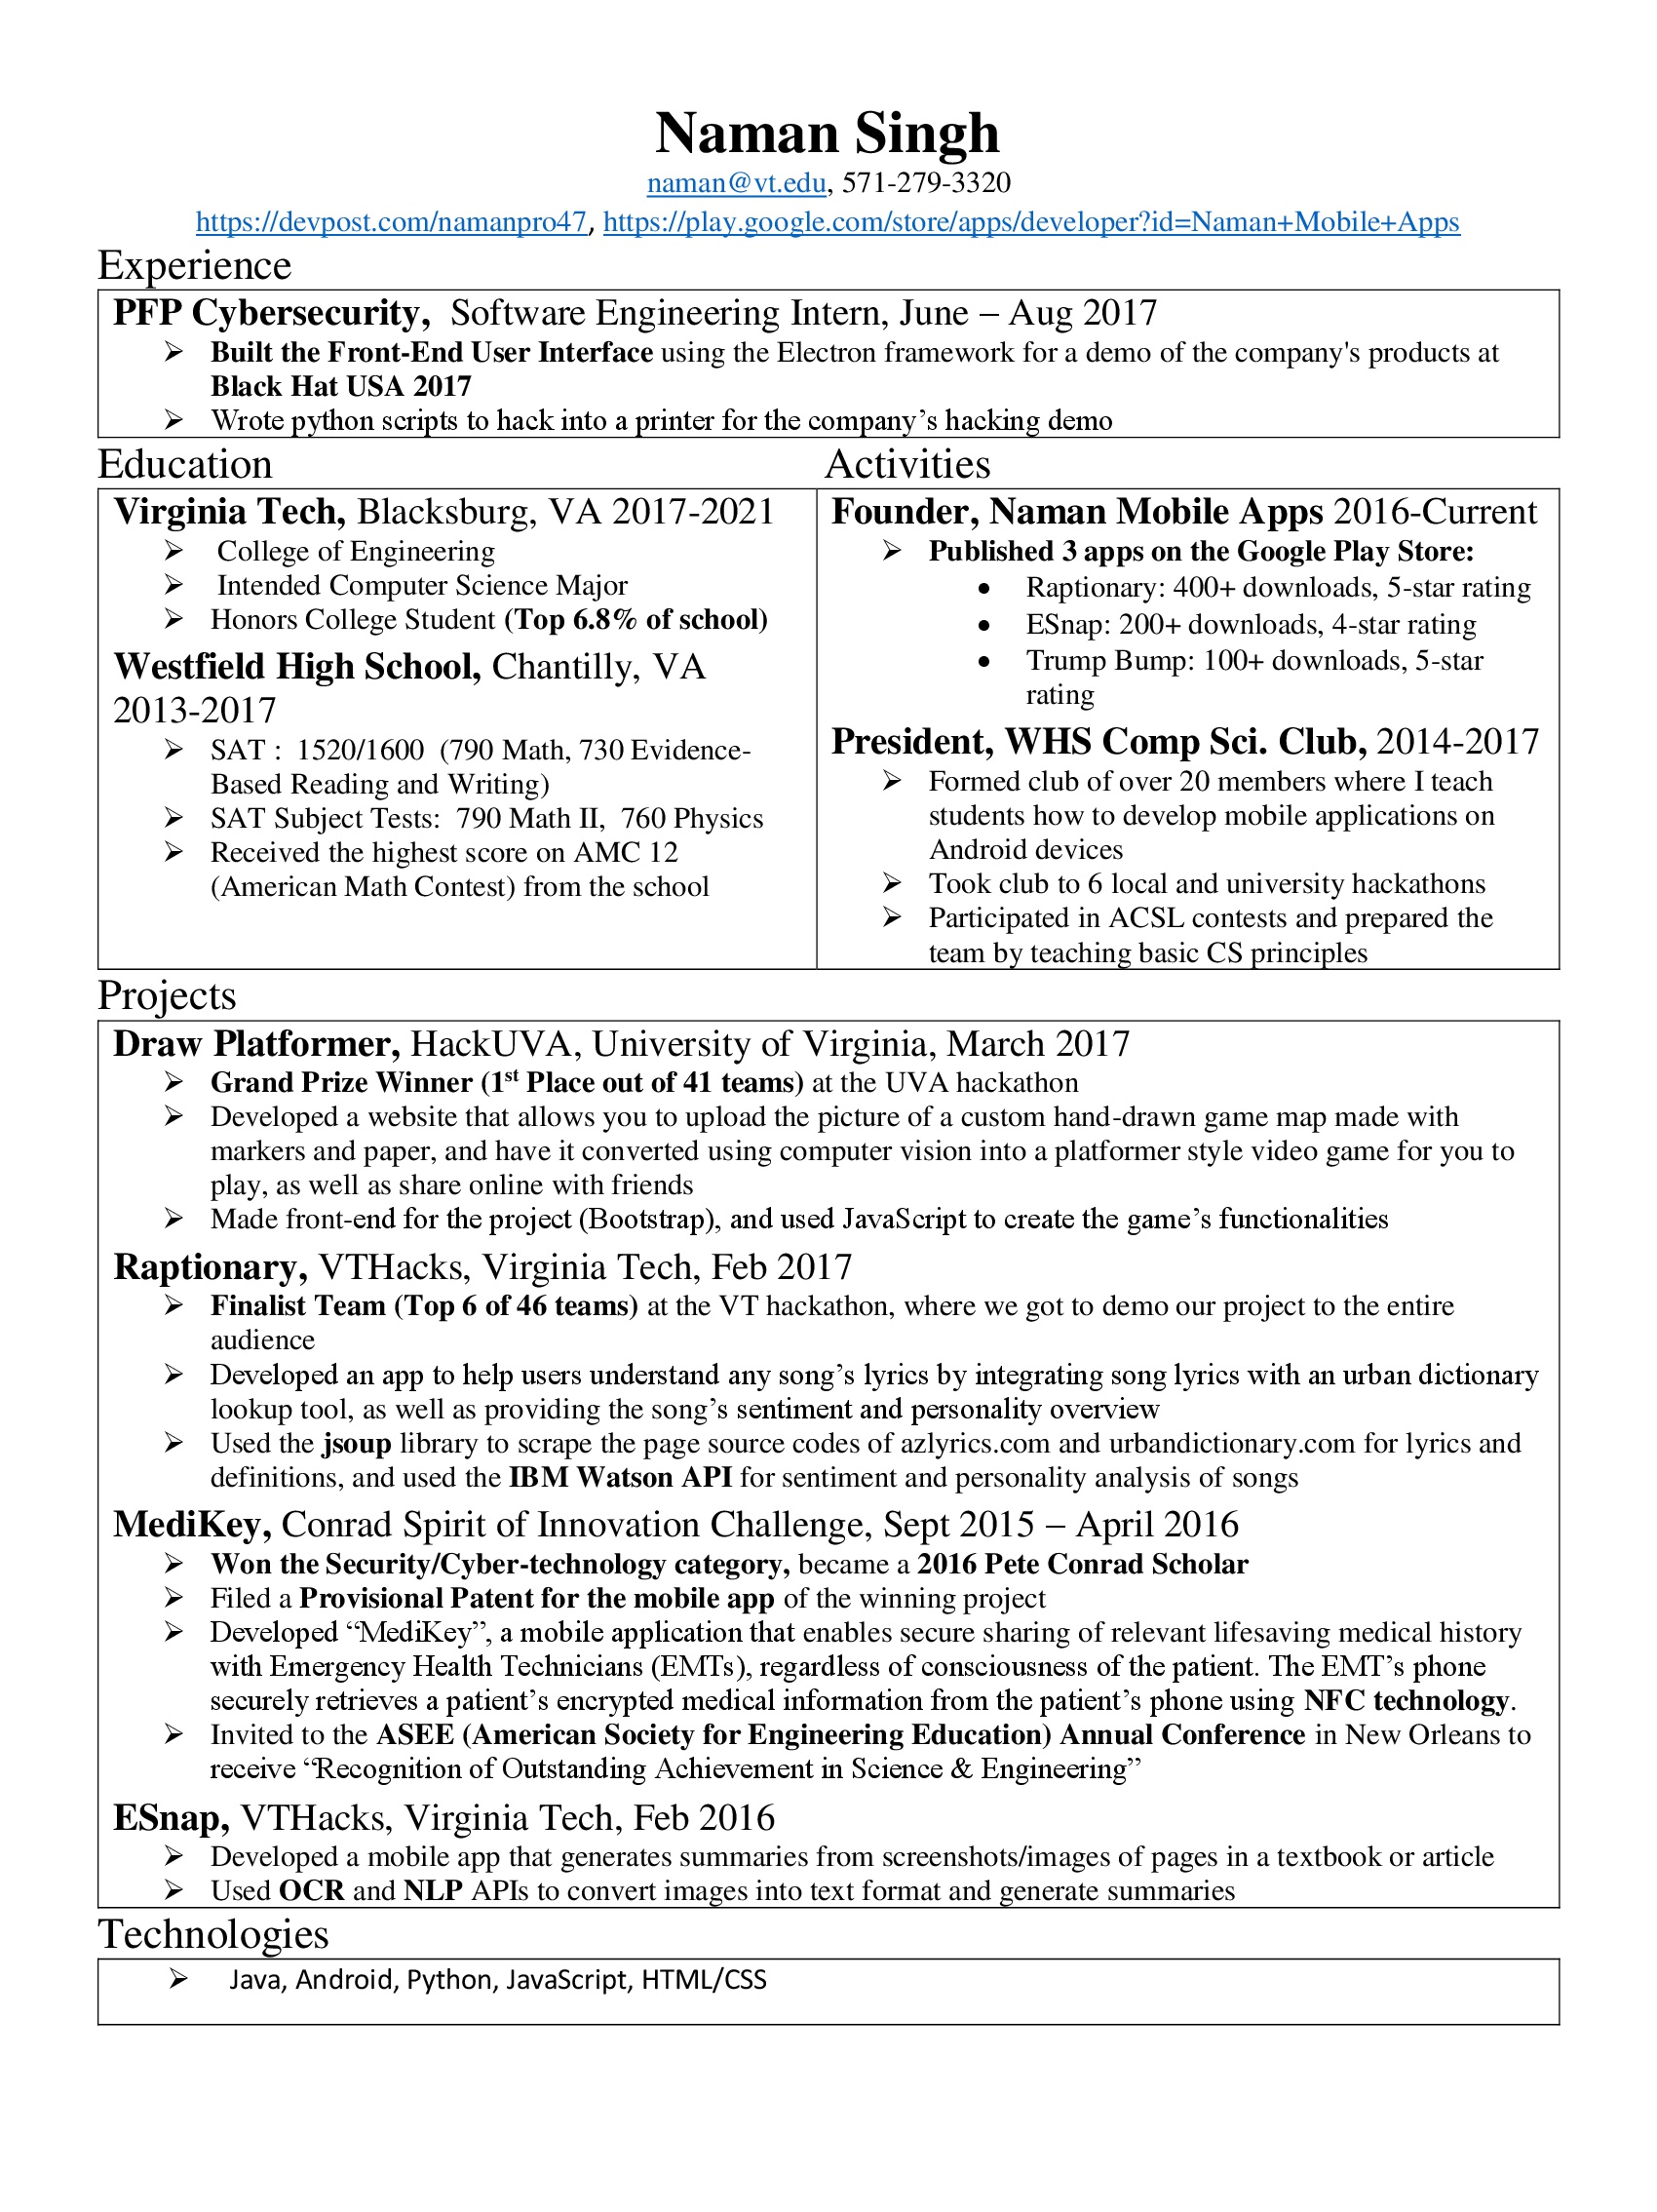 Naman Singh
naman@vt.edu, 571-279-3320
https://devpost.com/namanpro47, https://play.google.com/store/apps/developer?id=Naman+Mobile+Apps
Experience
PFP Cybersecurity, Software Engineering Intern, June – Aug 2017
➢ Built the Front-End User Interface using the Electron framework for a demo of the company's products at
Black Hat USA 2017
➢ Wrote python scripts to hack into a printer for the company’s hacking demo
Education
Virginia Tech, Blacksburg, VA 2017-2021
➢ College of Engineering
➢ Intended Computer Science Major
➢ Honors College Student (Top 6.8% of school)
Westfield High School, Chantilly, VA
2013-2017
➢ SAT : 1520/1600 (790 Math, 730 Evidence-
Based Reading and Writing)
➢ SAT Subject Tests: 790 Math II, 760 Physics
➢ Received the highest score on AMC 12
(American Math Contest) from the school
Activities
Founder, Naman Mobile Apps 2016-Current
➢ Published 3 apps on the Google Play Store:
• Raptionary: 400+ downloads, 5-star rating
• ESnap: 200+ downloads, 4-star rating
• Trump Bump: 100+ downloads, 5-star
rating
President, WHS Comp Sci. Club, 2014-2017
➢ Formed club of over 20 members where I teach
students how to develop mobile applications on
Android devices
➢ Took club to 6 local and university hackathons
➢ Participated in ACSL contests and prepared the
team by teaching basic CS principles
Projects
Draw Platformer, HackUVA, University of Virginia, March 2017
➢ Grand Prize Winner (1st Place out of 41 teams) at the UVA hackathon
➢ Developed a website that allows you to upload the picture of a custom hand-drawn game map made with
markers and paper, and have it converted using computer vision into a platformer style video game for you to
play, as well as share online with friends
➢ Made front-end for the project (Bootstrap), and used JavaScript to create the game’s functionalities
Raptionary, VTHacks, Virginia Tech, Feb 2017
➢ Finalist Team (Top 6 of 46 teams) at the VT hackathon, where we got to demo our project to the entire
audience
➢ Developed an app to help users understand any song’s lyrics by integrating song lyrics with an urban dictionary
lookup tool, as well as providing the song’s sentiment and personality overview
➢ Used the jsoup library to scrape the page source codes of azlyrics.com and urbandictionary.com for lyrics and
definitions, and used the IBM Watson API for sentiment and personality analysis of songs
MediKey, Conrad Spirit of Innovation Challenge, Sept 2015 – April 2016
➢ Won the Security/Cyber-technology category, became a 2016 Pete Conrad Scholar
➢ Filed a Provisional Patent for the mobile app of the winning project
➢ Developed “MediKey”, a mobile application that enables secure sharing of relevant lifesaving medical history
with Emergency Health Technicians (EMTs), regardless of consciousness of the patient. The EMT’s phone
securely retrieves a patient’s encrypted medical information from the patient’s phone using NFC technology.
➢ Invited to the ASEE (American Society for Engineering Education) Annual Conference in New Orleans to
receive “Recognition of Outstanding Achievement in Science & Engineering”
ESnap, VTHacks, Virginia Tech, Feb 2016
➢ Developed a mobile app that generates summaries from screenshots/images of pages in a textbook or article
➢ Used OCR and NLP APIs to convert images into text format and generate summaries
Technologies
➢ Java, Android, Python, JavaScript, HTML/CSS